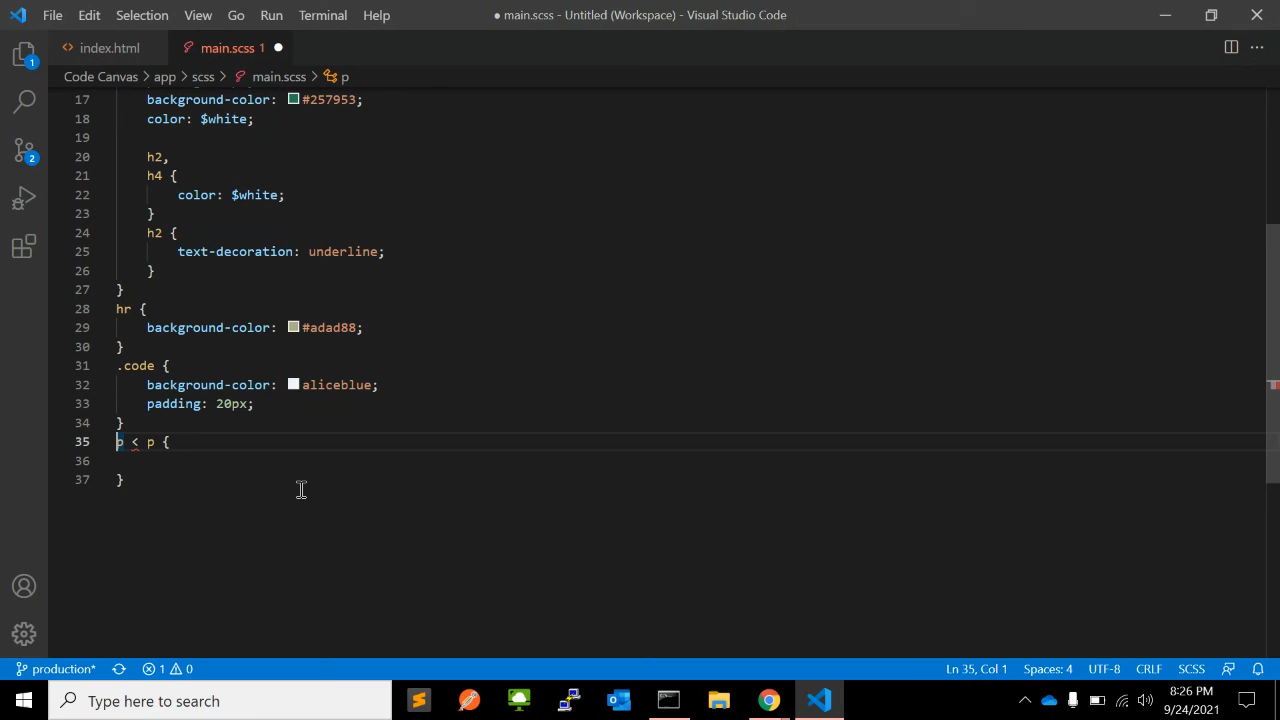 File Edit Selection View Go Run Terminal Help
● main.scss - Untitled (Workspace) - Visual Studio Code
index.html
main.scss 1
Code Canvas > app > scss > main.scss > p
17 background-color: #257953;
18 color: $white;
19
20 h2,
21 h4 {
22 color: $white;
23 }
24 h2 {
25 text-decoration: underline;
26 }
27 }
28 hr {
29 background-color: #adad88;
30 }
31 .code {
32 background-color: aliceblue;
33 padding: 20px;
34 }
35 p < p {
36
37 }
1
2
production* 1 0 Ln 35, Col 1 Spaces: 4 UTF-8 CRLF SCSS
Type here to search
8:26 PM
9/24/2021